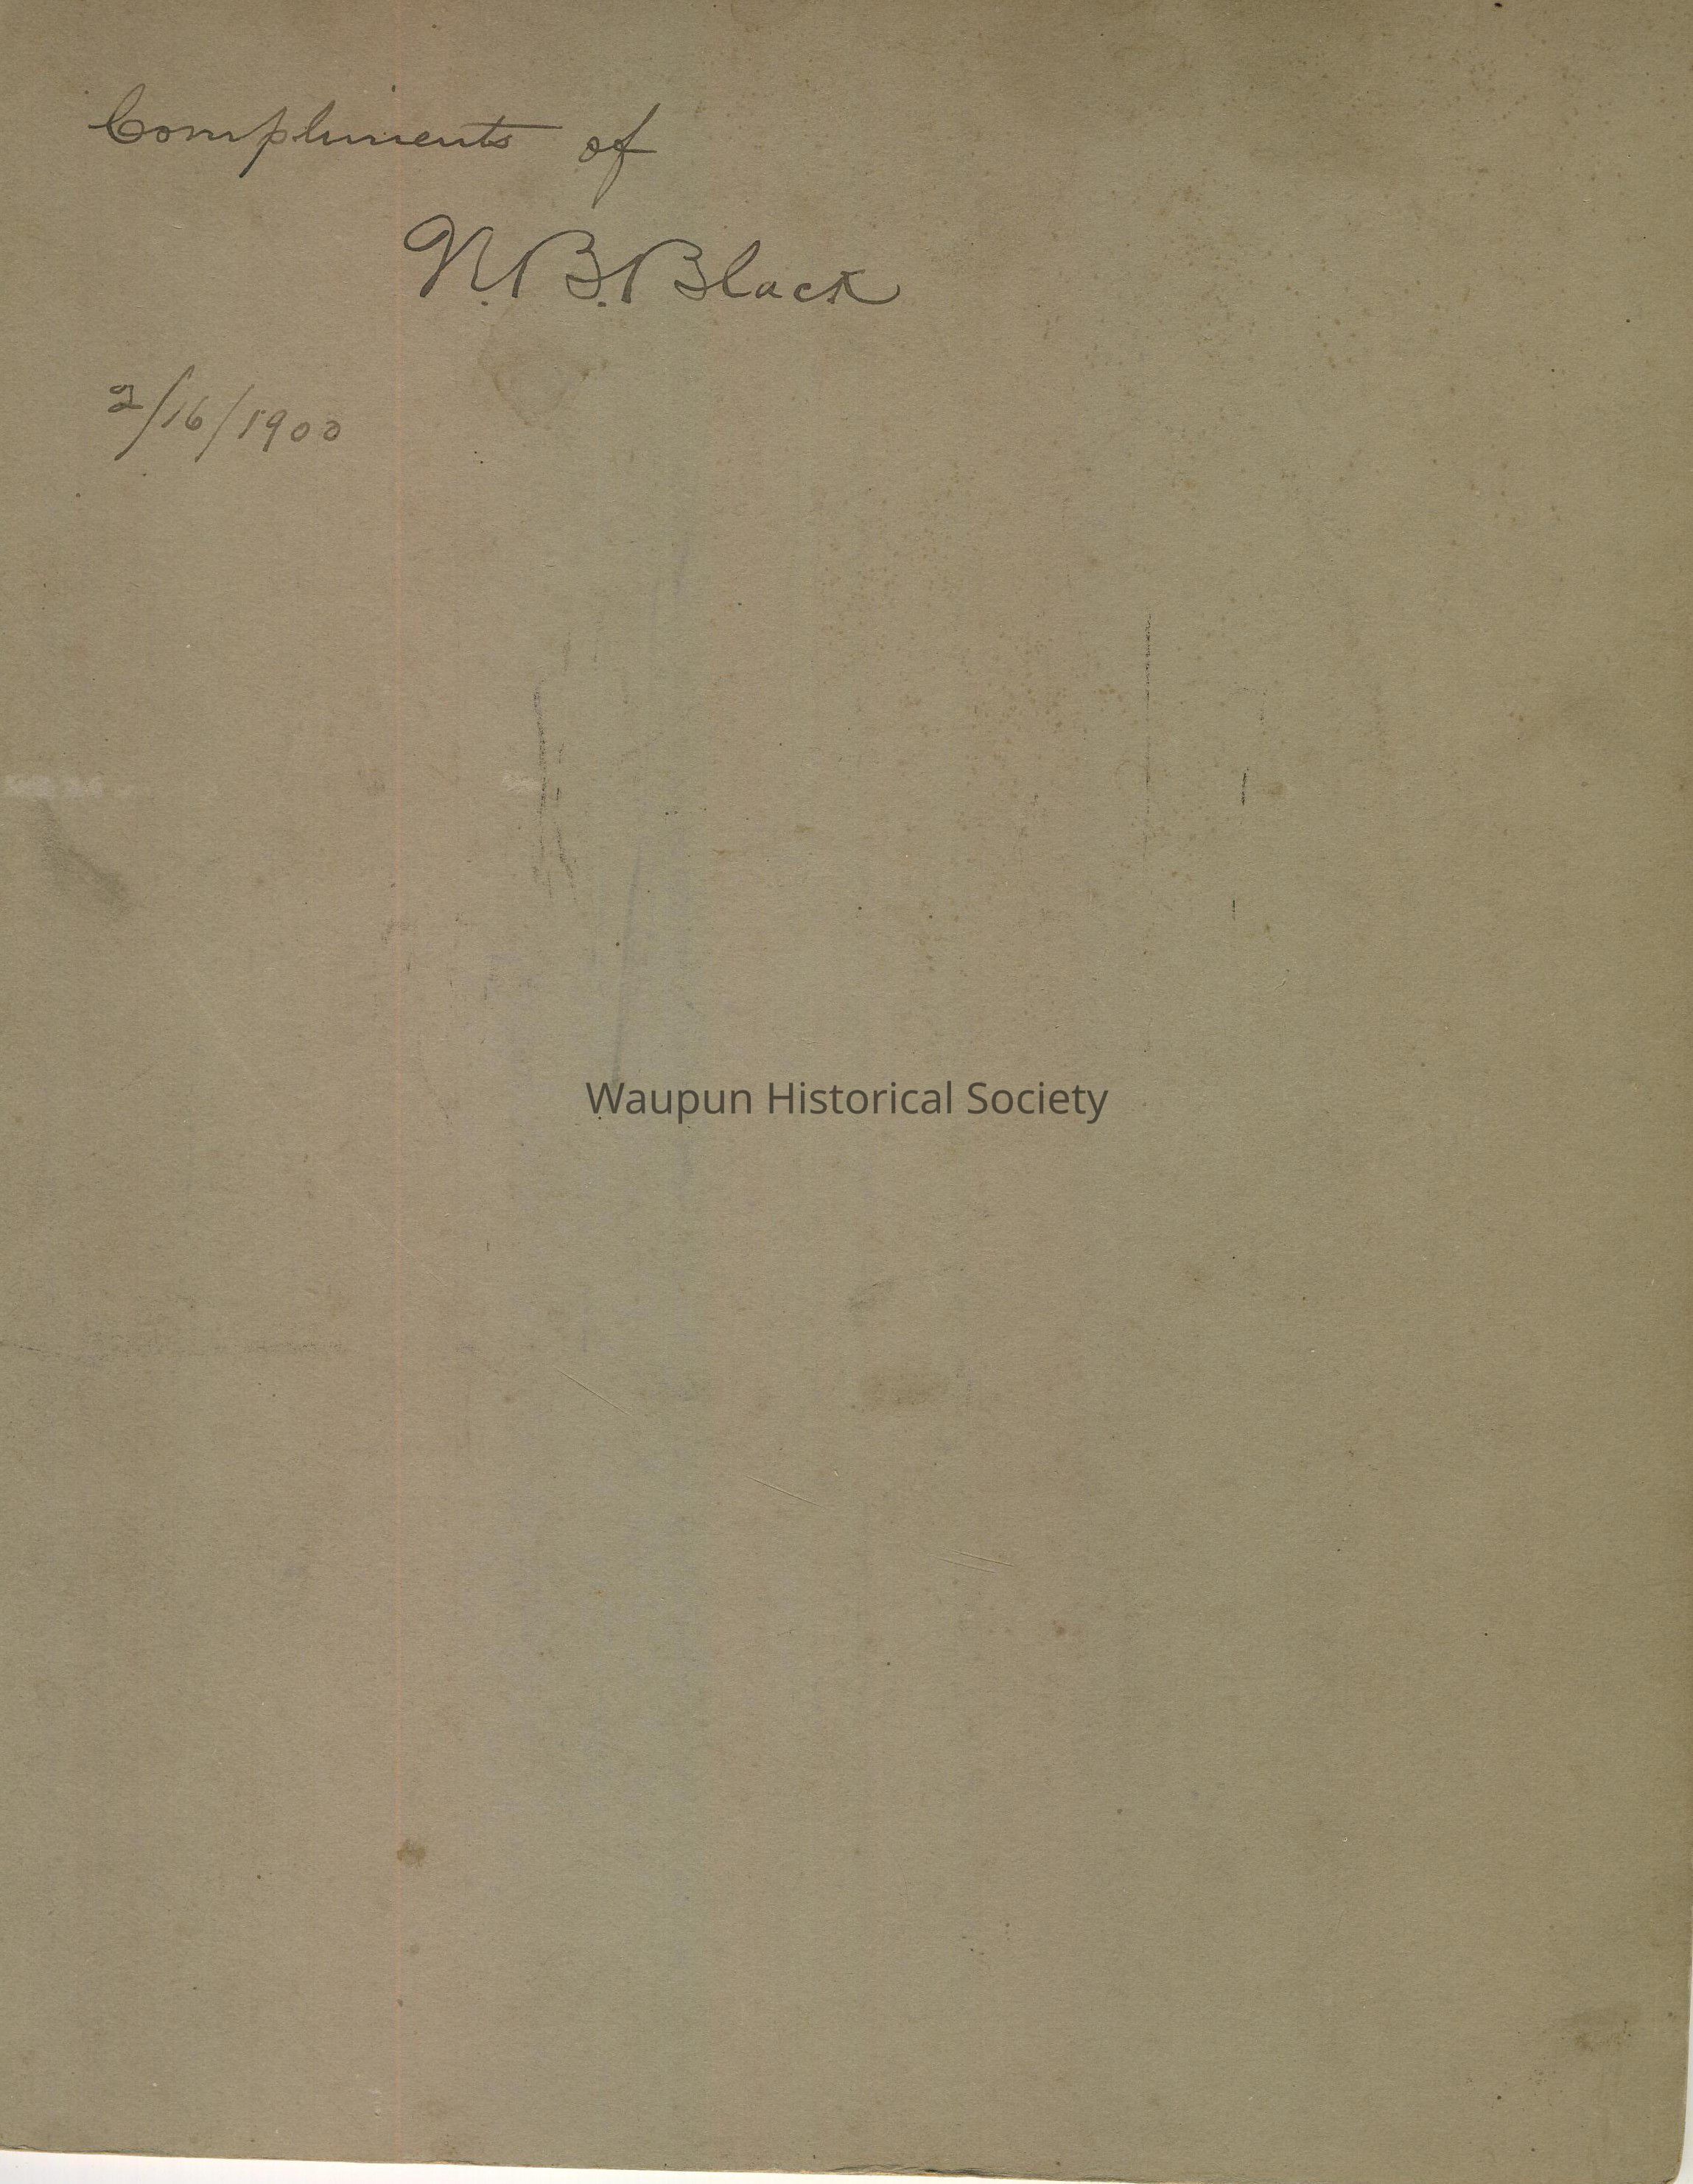 Compliments of
N. B. Black
2/16/1900
Waupun Historical Society